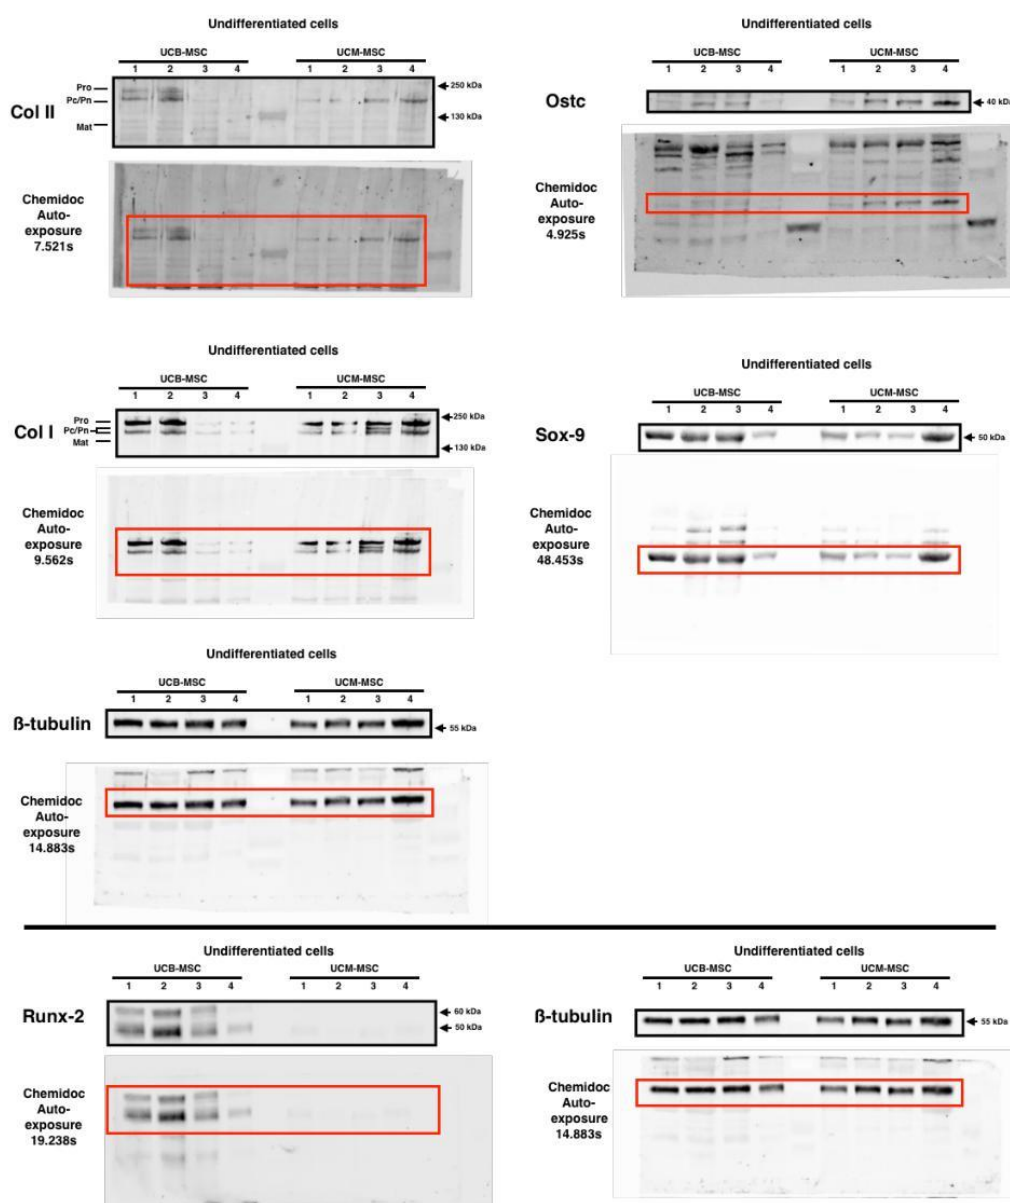 Undifferentiated cells
UCB-MSC UCM-MSC
1 2 3 4 1 2 3 4
Col II
Pro
Pc/Pn
Mat
250 kDa
130 kDa
Chemidoc
Auto-
exposure
7.521s
Undifferentiated cells
UCB-MSC UCM-MSC
1 2 3 4 1 2 3 4
Ostc
40 kDa
Chemidoc
Auto-
exposure
4.925s
Undifferentiated cells
UCB-MSC UCM-MSC
1 2 3 4 1 2 3 4
Col I
Pro
Pc/Pn
Mat
250 kDa
130 kDa
Chemidoc
Auto-
exposure
9.562s
Undifferentiated cells
UCB-MSC UCM-MSC
1 2 3 4 1 2 3 4
Sox-9
50 kDa
Chemidoc
Auto-
exposure
48.453s
Undifferentiated cells
UCB-MSC UCM-MSC
1 2 3 4 1 2 3 4
ß-tubulin
55 kDa
Chemidoc
Auto-
exposure
14.883s
Undifferentiated cells
UCB-MSC UCM-MSC
1 2 3 4 1 2 3 4
Runx-2
60 kDa
50 kDa
Chemidoc
Auto-
exposure
19.238s
Undifferentiated cells
UCB-MSC UCM-MSC
1 2 3 4 1 2 3 4
ß-tubulin
55 kDa
Chemidoc
Auto-
exposure
14.883s